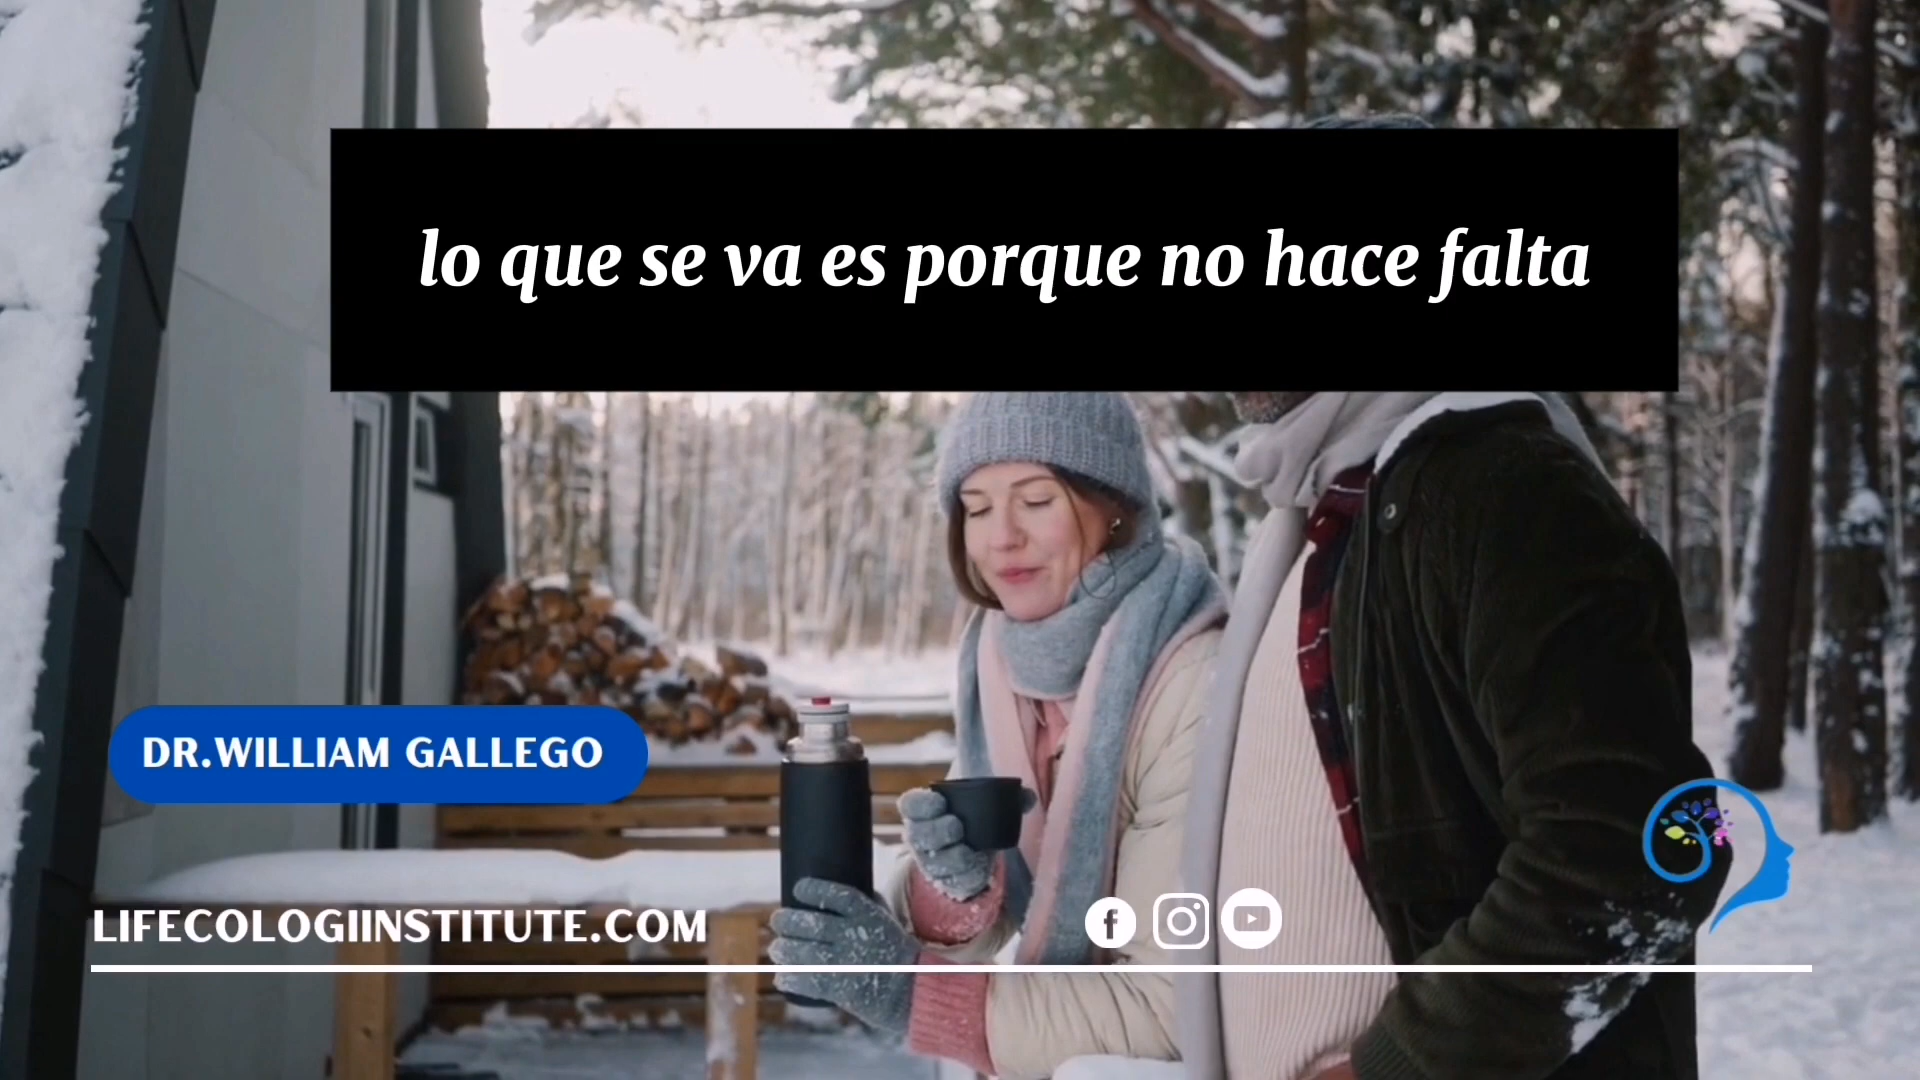 lo que se va es porque no hace falta
DR.WILLIAM GALLEGO
LIFECOLOGIINSTITUTE.COM